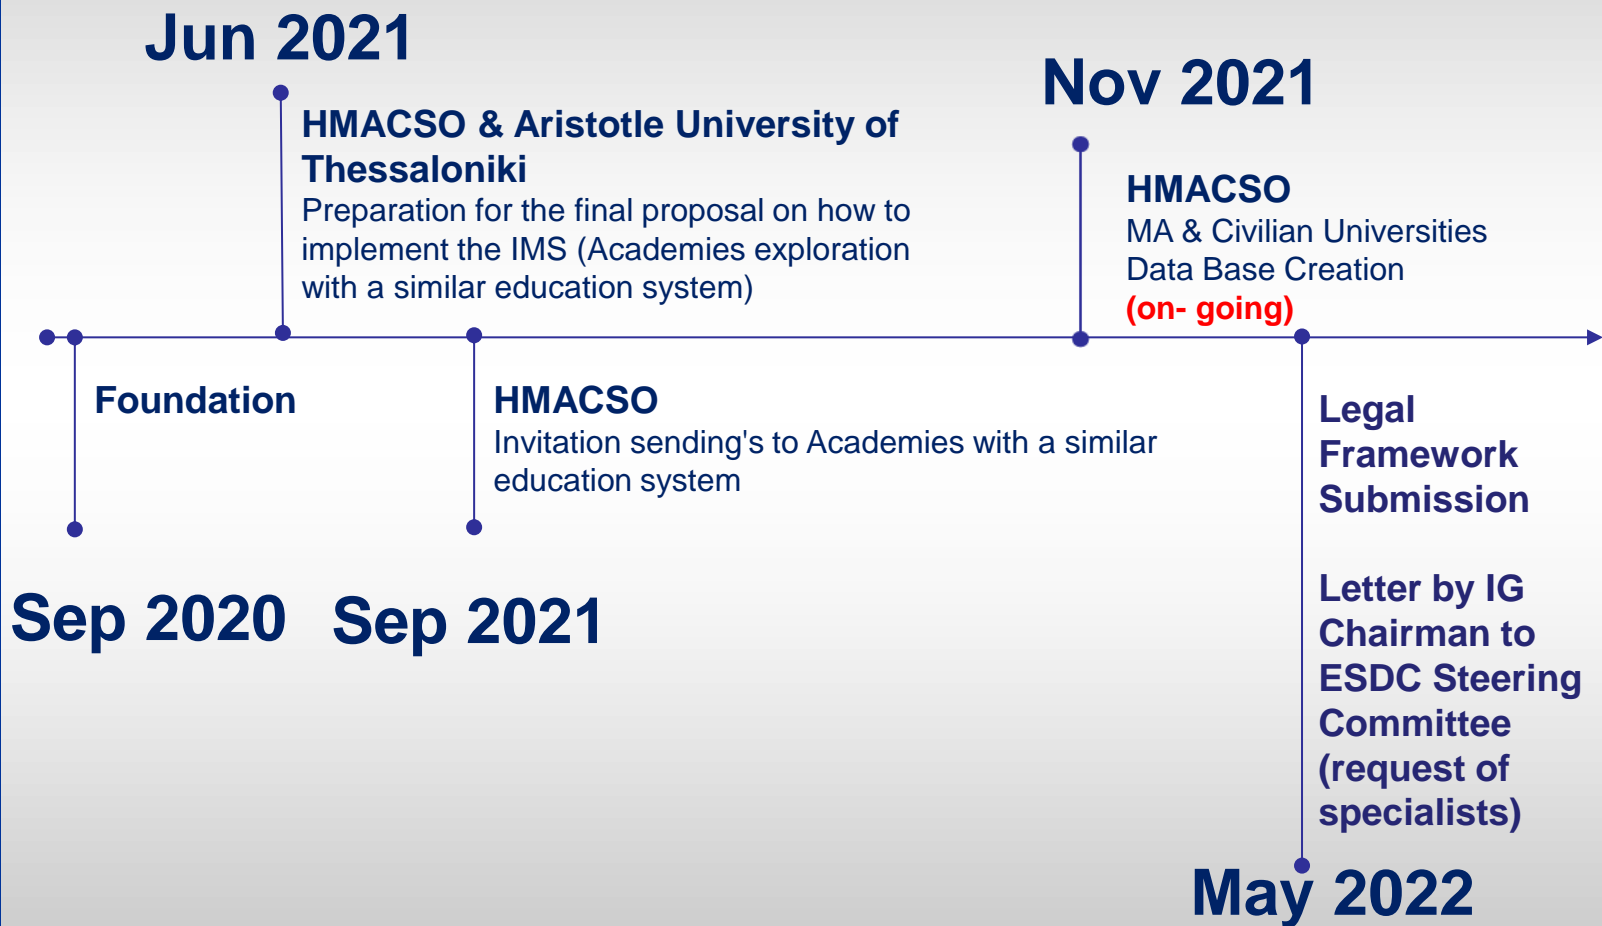 Jun 2021
HMACSO & Aristotle University of
Thessaloniki
Preparation for the final proposal on how to
implement the IMS (Academies exploration
with a similar education system)
Nov 2021
HMACSO
MA & Civilian Universities
Data Base Creation
(on- going)
Foundation
Sep 2020
HMACSO
Invitation sending's to Academies with a similar
education system
Sep 2021
Legal
Framework
Submission
Letter by IG
Chairman to
ESDC Steering
Committee
(request of
specialists)
May 2022